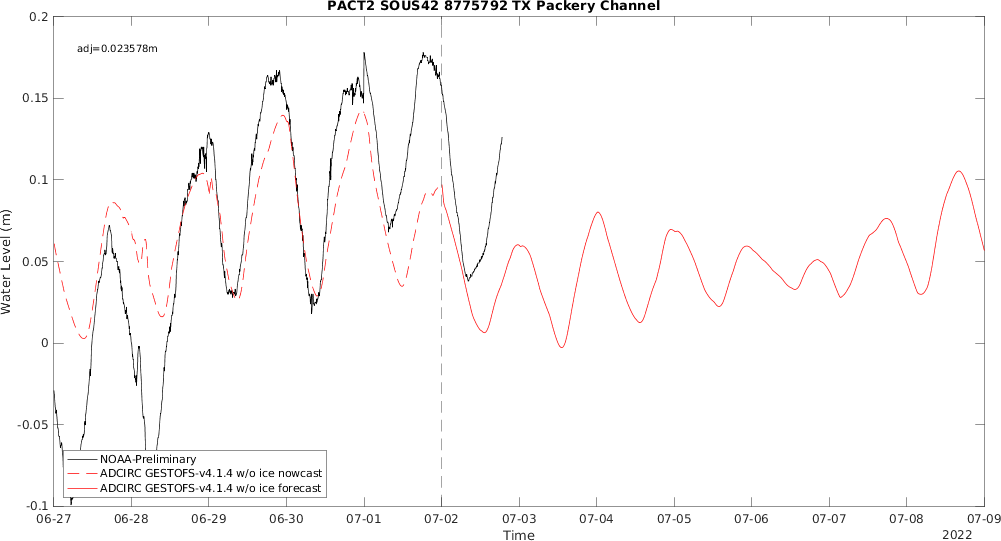 PACT2 SOUS42 8775792 TX Packery Channel
adj=0.023578m
0.2
0.15
0.1
0.05
0
-0.05
-0.1
Water Level (m)
NOAA-Preliminary
ADCIRC GESTOFS-v4.1.4 w/o ice nowcast
ADCIRC GESTOFS-v4.1.4 w/o ice forecast
06-27 06-28 06-29 06-30 07-01 07-02 07-03 07-04 07-05 07-06 07-07 07-08 07-09
Time
2022